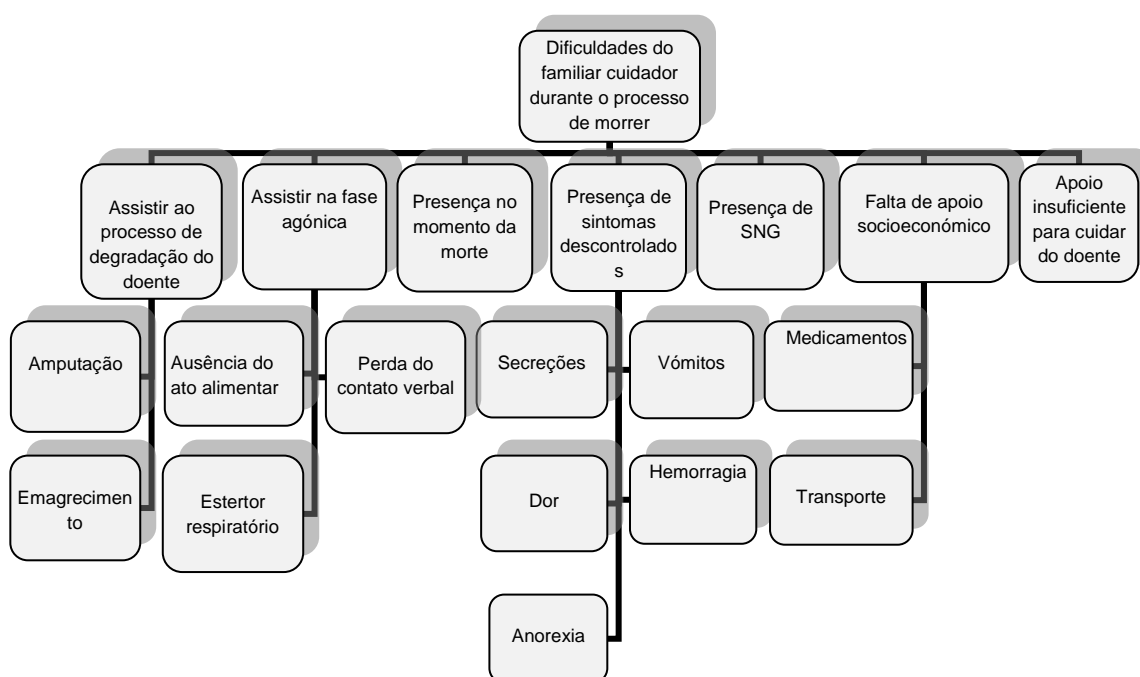 Dificuldades do
familiar cuidador
durante o processo
de morrer
Assistir ao
processo de
degradação do
doente
Assistir na fase
agónica
Presença no
momento da
morte
Presença de
sintomas
descontrolado
s
Presença de
SNG
Falta de apoio
socioeconómico
Apoio
insuficiente
para cuidar
do doente
Amputação
Ausência do
ato alimentar
Perda do
contato verbal
Secreções
Vómitos
Medicamentos
Emagrecimen
to
Estertor
respiratório
Dor
Hemorragia
Transporte
Anorexia